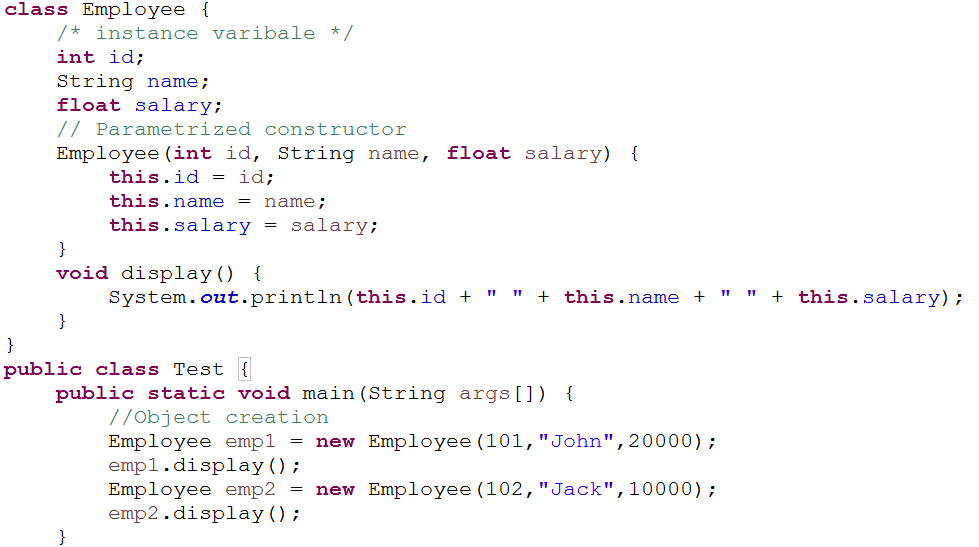 class Employee {
    /* instance varibale */
    int id;
    String name;
    float salary;
    // Parametrized constructor
    Employee(int id, String name, float salary) {
        this.id = id;
        this.name = name;
        this.salary = salary;
    }
    void display() {
        System.out.println(this.id + " " + this.name + " " + this.salary);
    }
}
public class Test {
    public static void main(String args[]) {
        //Object creation
        Employee emp1 = new Employee(101,"John",20000);
        emp1.display();
        Employee emp2 = new Employee(102,"Jack",10000);
        emp2.display();
    }